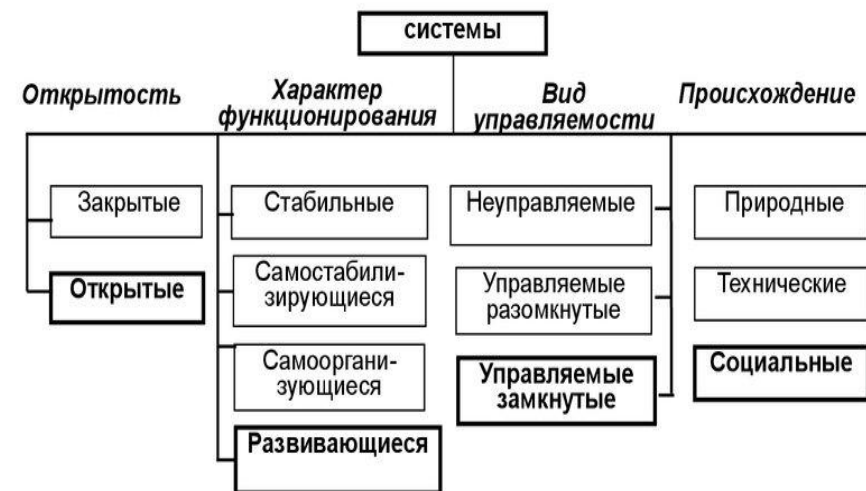 системы
Открытость
Характер
функционирования
Вид
управляемости
Происхождение
Закрытые
Открытые
Стабильные
Самостабили-
зирующиеся
Самооргани-
зующиеся
Развивающиеся
Неуправляемые
Управляемые
разомкнутые
Управляемые
замкнутые
Природные
Технические
Социальные